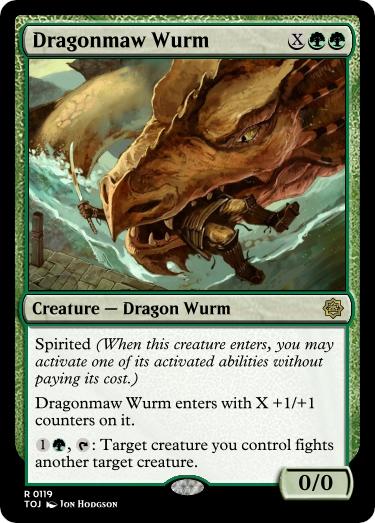 Dragonmaw Wurm X
Creature — Dragon Wurm
Spirited (When this creature enters, you may
activate one of its activated abilities without
paying its cost.)
Dragonmaw Wurm enters with X +1/+1
counters on it.
1, : Target creature you control fights
another target creature.
0/0
R 0119
TOJ Jon Hodgson